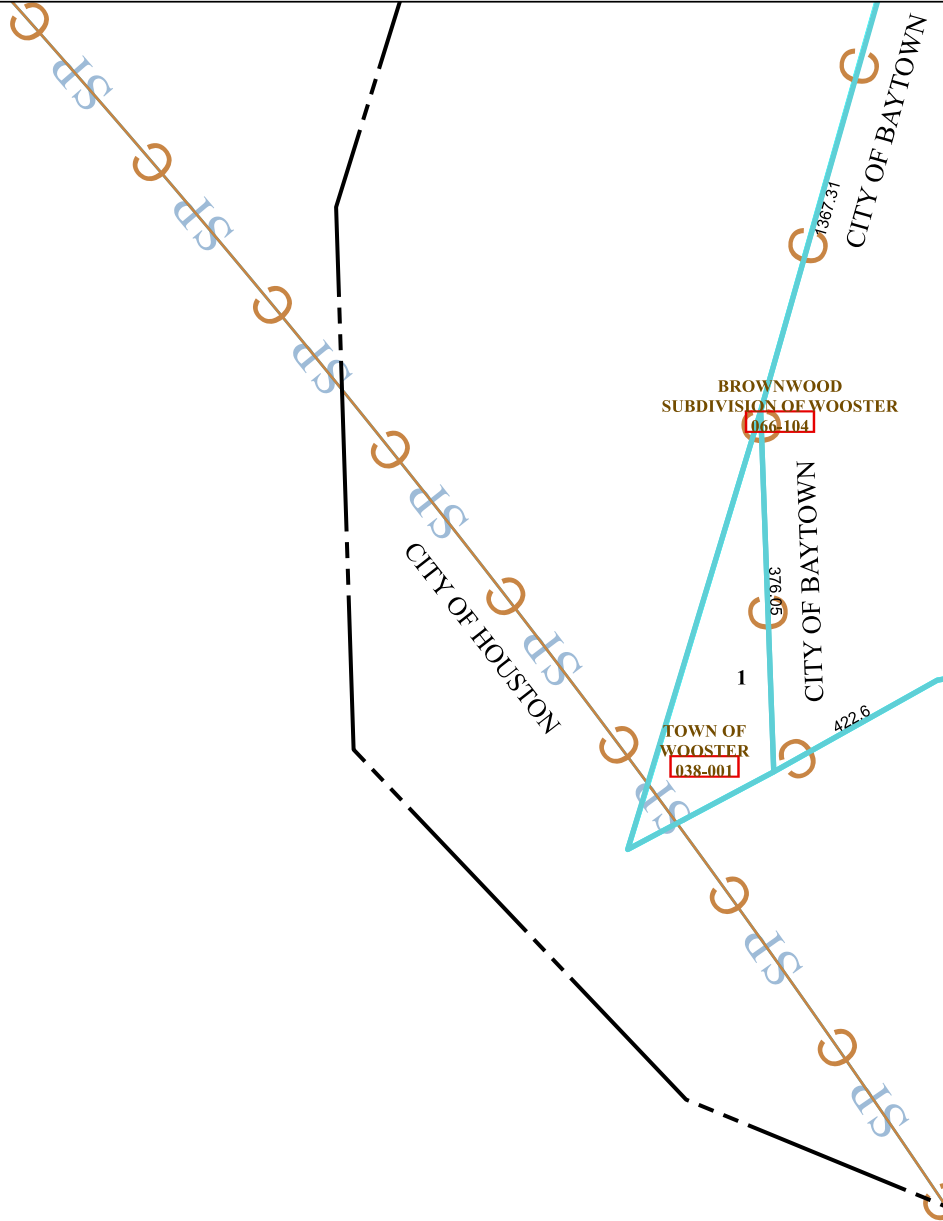 CITY OF BAYTOWN
1367.31
BROWNWOOD
SUBDIVISION OF WOOSTER
066-104
CITY OF BAYTOWN
376.05
CITY OF HOUSTON
1
422.6
TOWN OF
WOOSTER
038-001
SP
SP
SP
SP
SP
SP
SP
SP